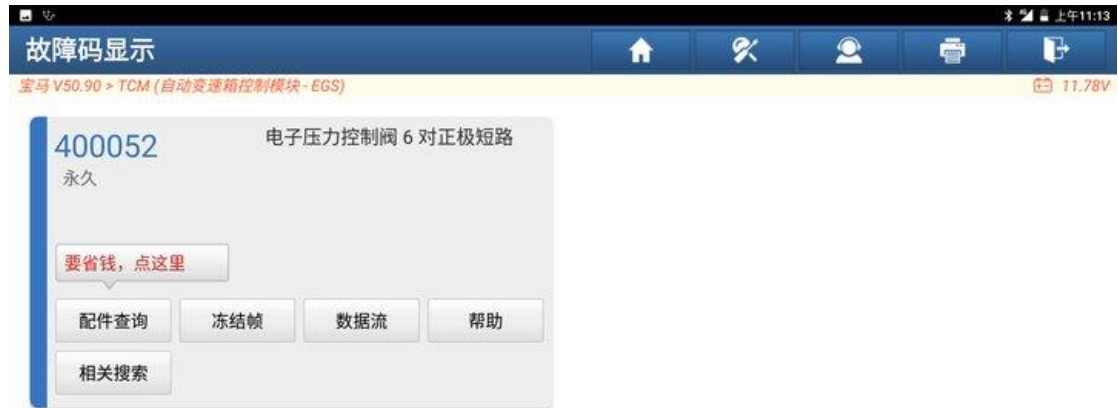 上午11:13
故障码显示
宝马 V50.90 > TCM (自动变速箱控制模块 - EGS)
11.78V
400052
电子压力控制阀 6 对正极短路
永久
要省钱，点这里
配件查询 冻结帧 数据流 帮助
相关搜索